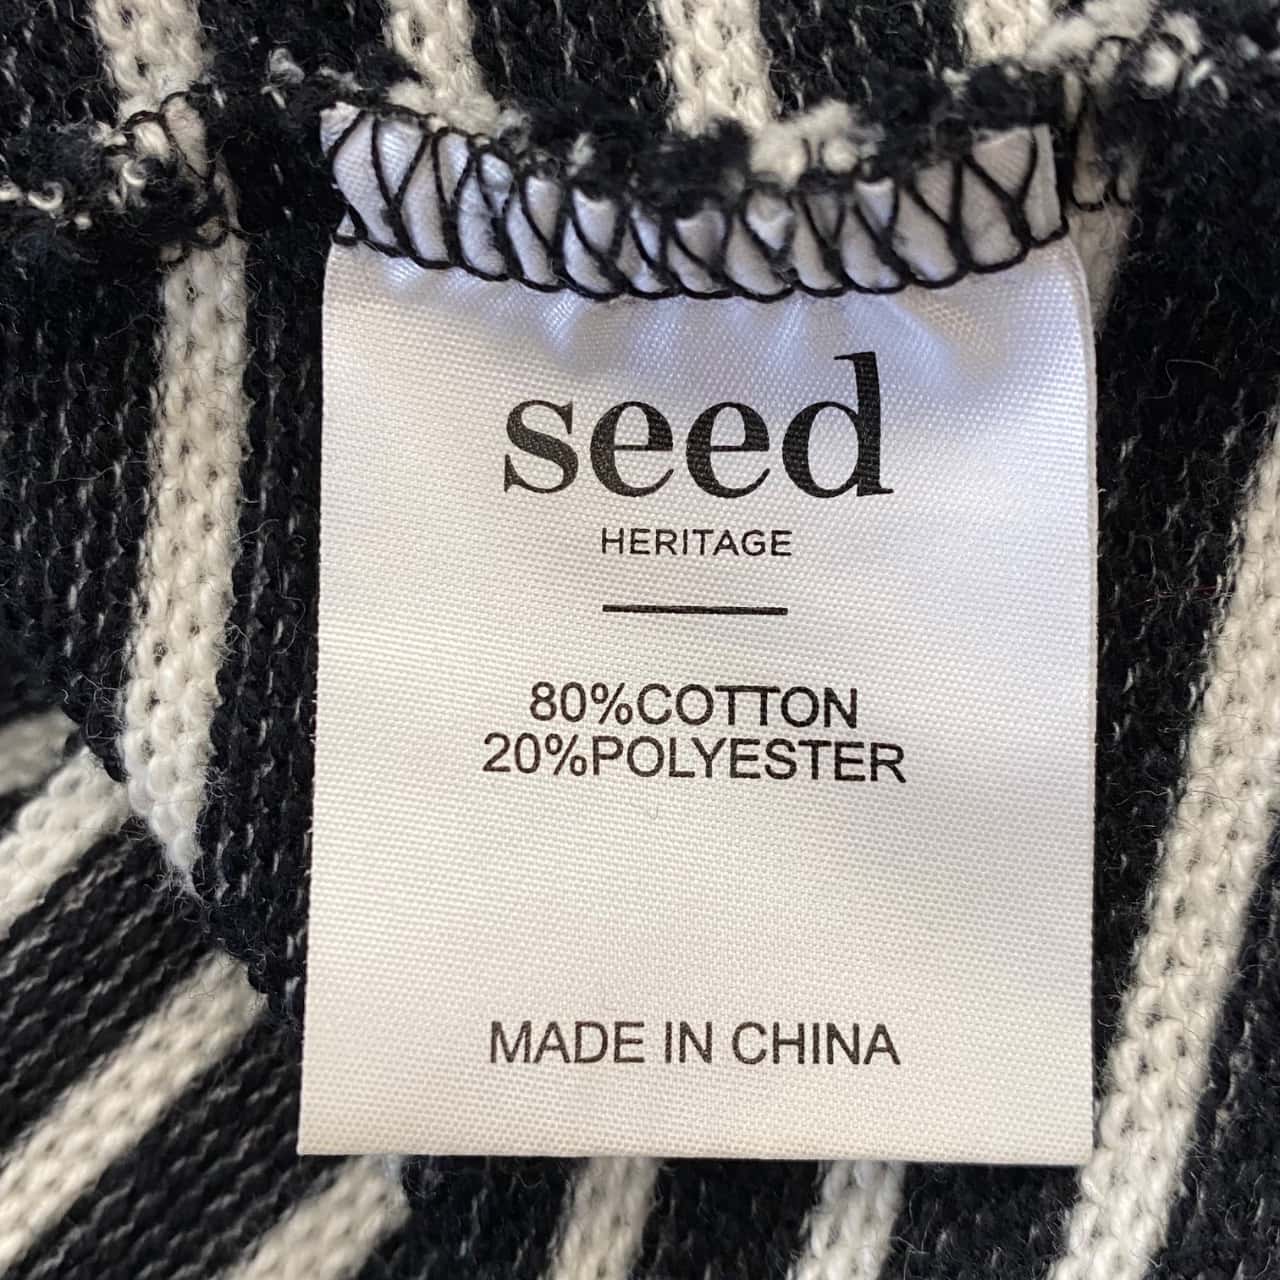 seed
HERITAGE
80%COTTON
20%POLYESTER
MADE IN CHINA